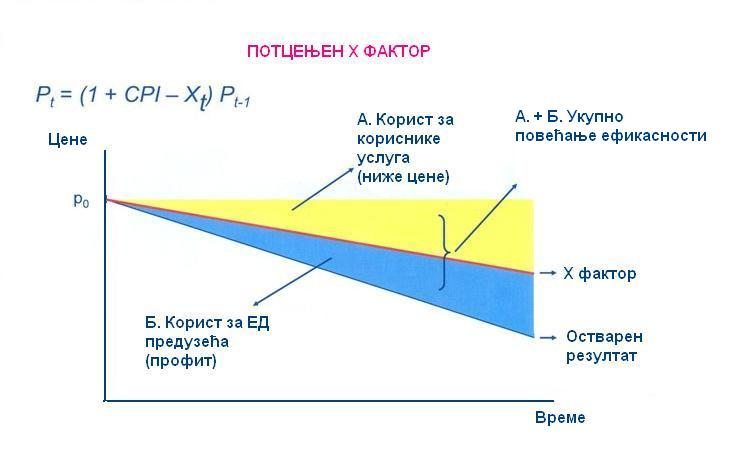 ПОТЦЕЊЕН X ФАКТОР
Pt = (1 + CPI – Xt) Pt-1
Цене
А. Корист за
кориснике
услуга
(ниже цене)
А. + Б. Укупно
повећање ефикасности
p0
X фактор
Б. Корист за ЕД
предузећа
(профит)
Остварен
резултат
Време